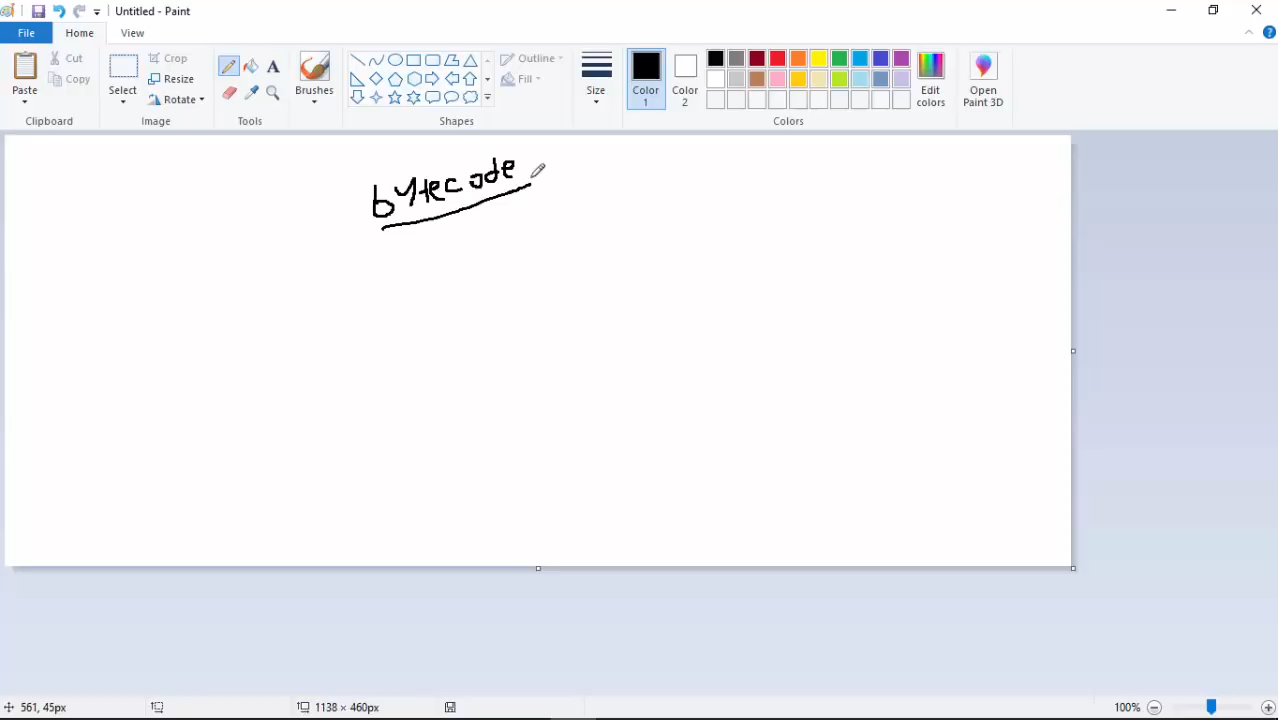 Untitled - Paint
File Home View
Paste
Cut
Copy
Clipboard
Select
Crop
Resize
Rotate
Image
A
Tools
Brushes
Outline
Fill
Shapes
Size
Color 1
Color 2
Edit colors
Colors
Open Paint 3D
bytecode
561, 45px
1138 × 460px
100%